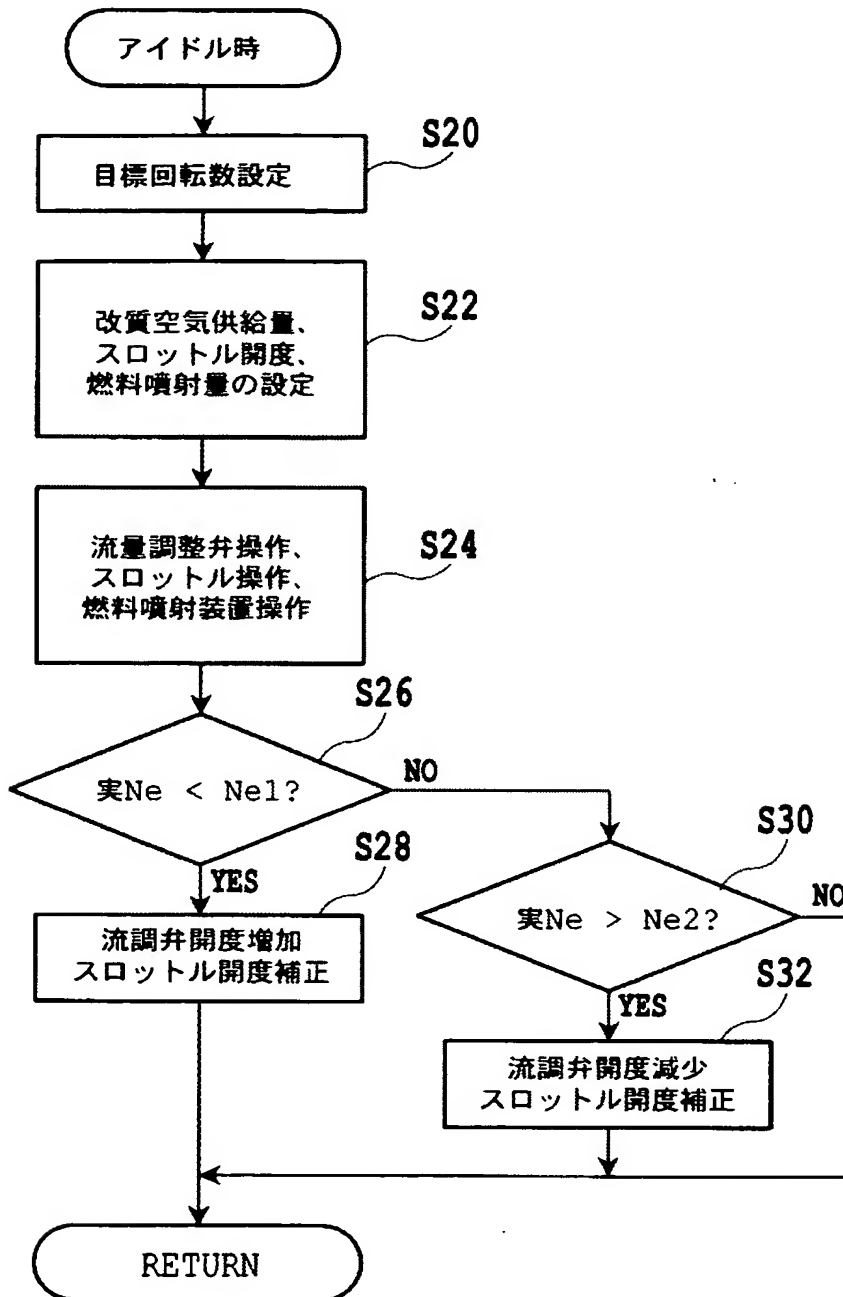 アイドル時
S20
目標回転数設定
S22
改質空気供給量、
スロットル開度、
燃料噴射量の設定
S24
流量調整弁操作、
スロットル操作、
燃料噴射装置操作
S26
実Ne < Ne1?
NO
YES
S28
流調弁開度増加
スロットル開度補正
S30
実Ne > Ne2?
NO
YES
S32
流調弁開度減少
スロットル開度補正
RETURN